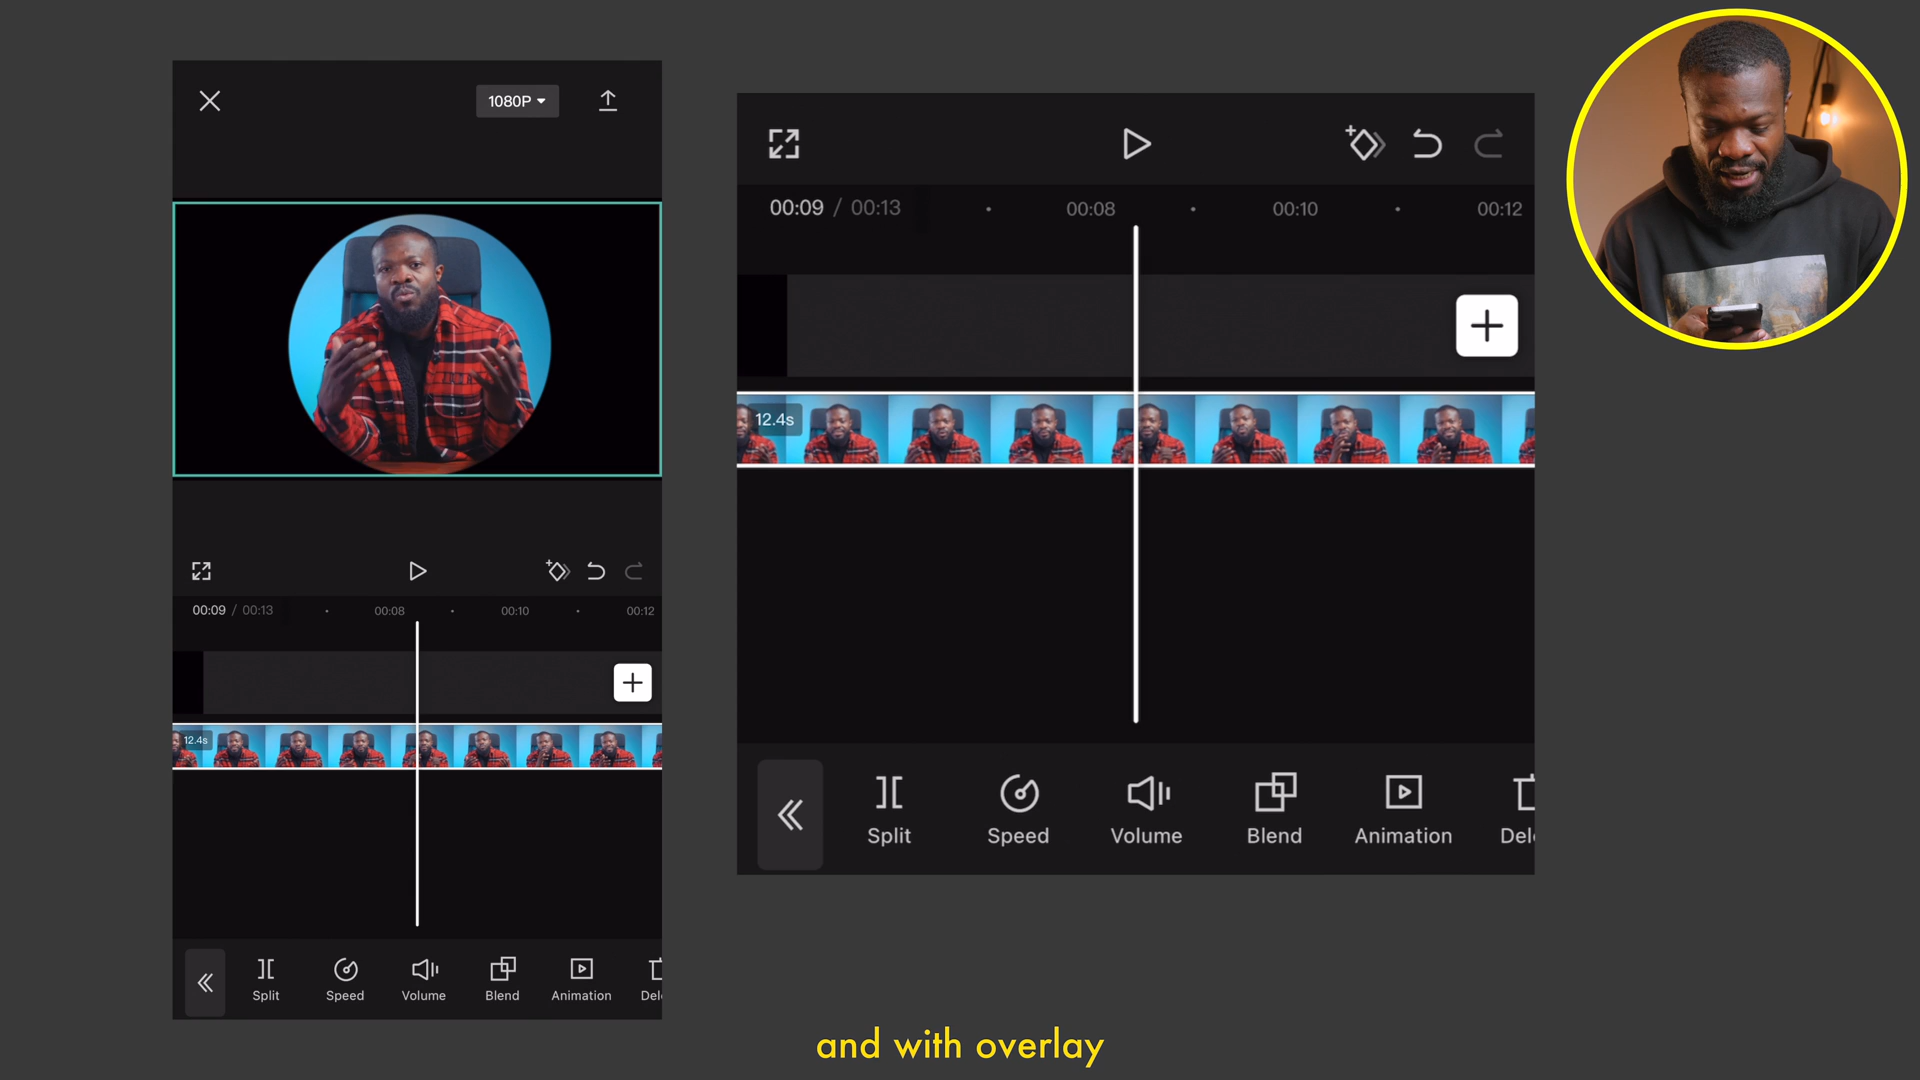 1080P
00:09 / 00:13
00:08
00:10
00:12
12.4s
Split
Speed
Volume
Blend
Animation
Del
00:09 / 00:13
00:08
00:10
00:12
12.4s
Split
Speed
Volume
Blend
Animation
Del
and with overlay